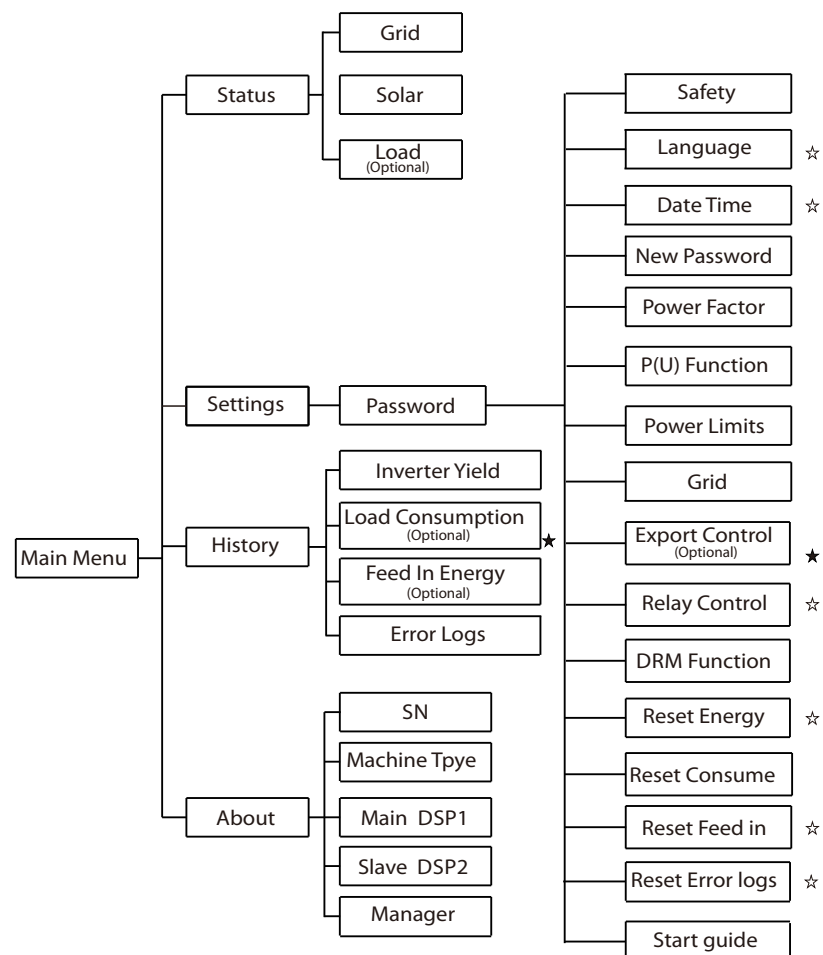 Main Menu
Status
Grid
Solar
Load
(Optional)
Settings
Password
Safety
Language ☆
Date Time ☆
New Password
Power Factor
P(U) Function
Power Limits
Grid
Export Control
(Optional) ★
Relay Control ☆
DRM Function
Reset Energy ☆
Reset Consume
Reset Feed in ☆
Reset Error logs ☆
Start guide
History
Inverter Yield
Load Consumption
(Optional) ★
Feed In Energy
(Optional)
Error Logs
About
SN
Machine Tpye
Main DSP1
Slave DSP2
Manager